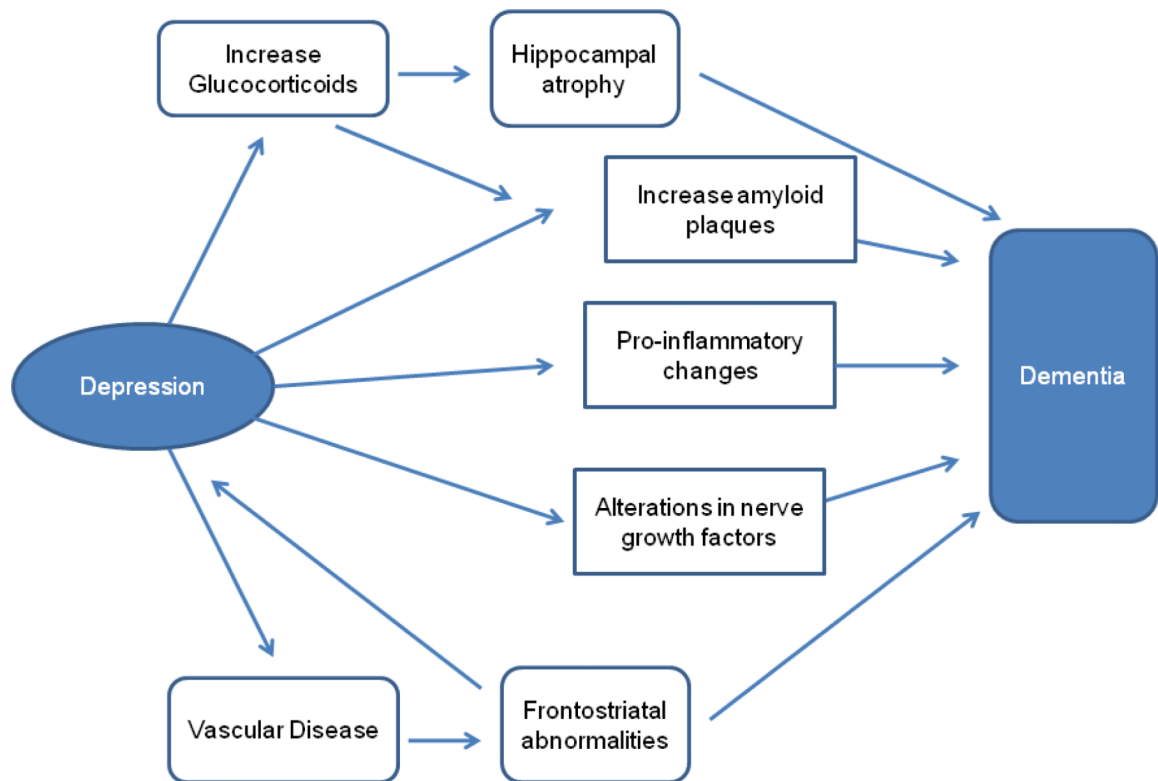 Increase
Glucocorticoids
Hippocampal
atrophy
Increase amyloid
plaques
Pro-inflammatory
changes
Depression
Dementia
Alterations in nerve
growth factors
Vascular Disease
Frontostriatal
abnormalities